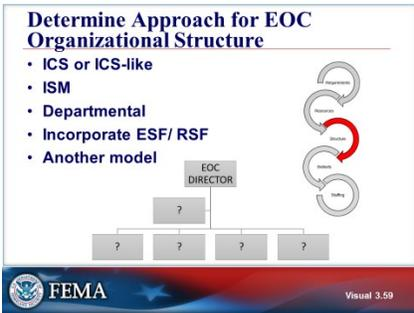 Determine Approach for EOC
Organizational Structure
• ICS or ICS-like
• ISM
• Departmental
• Incorporate ESF/ RSF
• Another model
Requirements
Resources
Structure
Staffing
EOC
DIRECTOR
?
? ? ? ?
FEMA
Visual 3.59